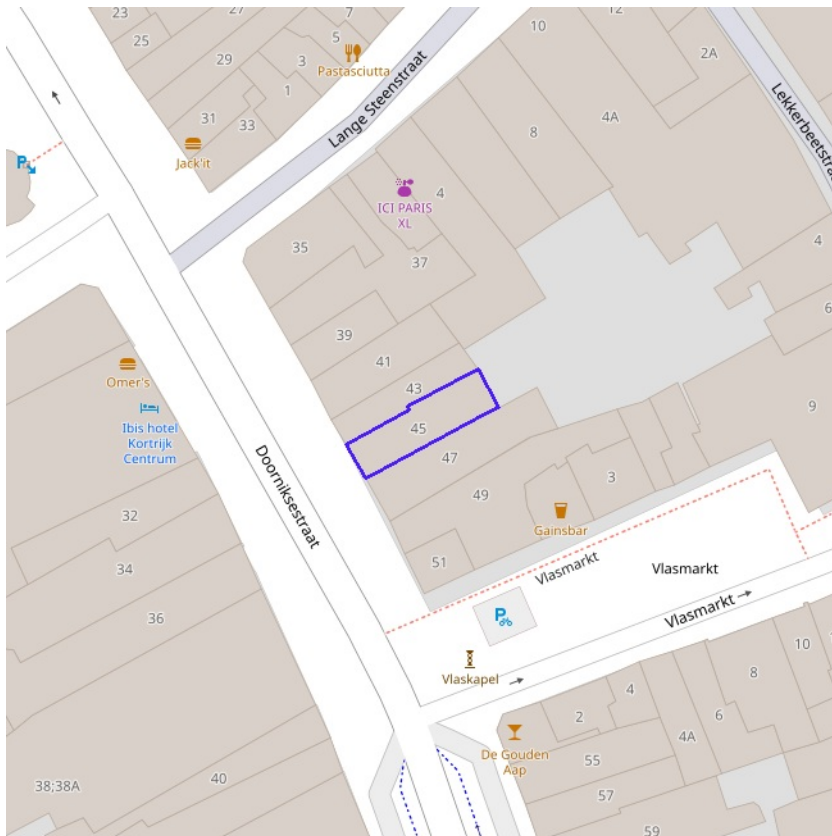 23
27
7
10
12
25
5
2A
29
3
Pastasciutta
1
31
33
8
4A
Lange Steenstraat
Jack'it
Lekkerbeetstra
P
4
ICI PARIS
XL
35
37
4
6
39
41
Omer's
43
Ibis hotel
Kortrijk
Centrum
45
9
47
Doorniksestraat
49
3
32
Gainsbar
34
51
Vlasmarkt
Vlasmarkt
36
P
Vlasmarkt
Vlaskapel
10
8
4
2
6
4A
De Gouden
Aap
55
38;38A
40
57
59